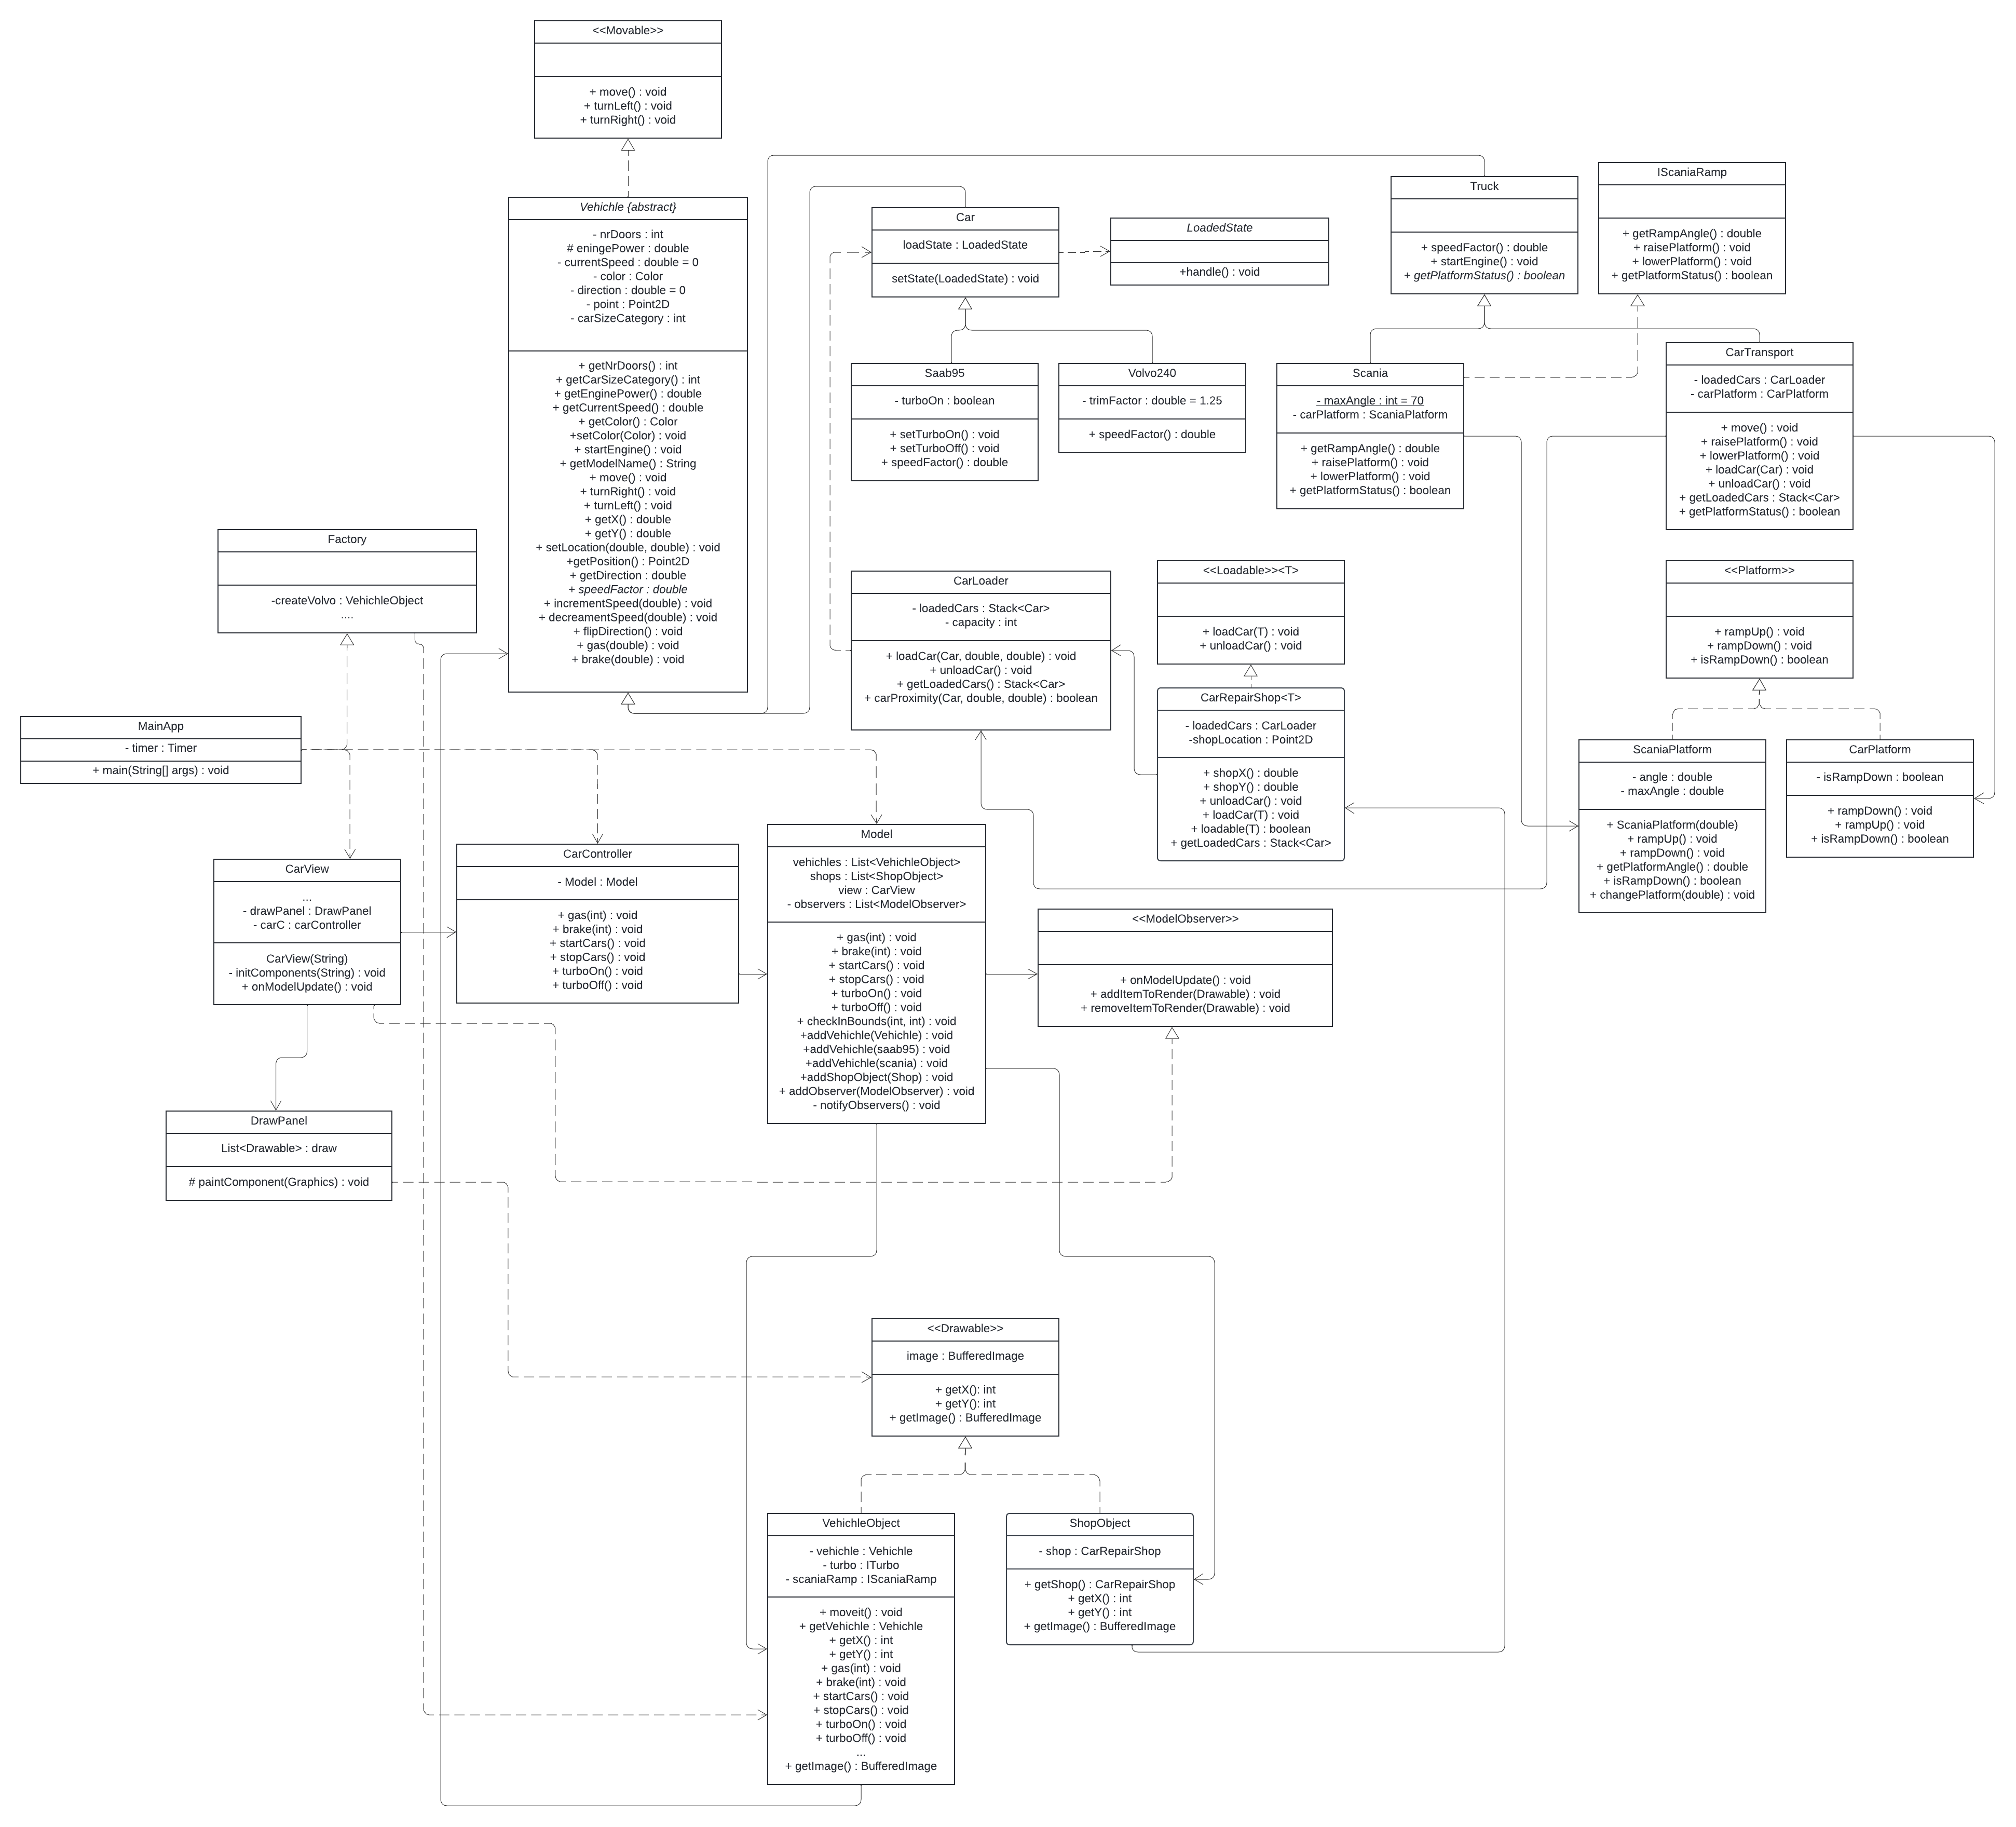 <<Movable>>
+ move() : void
+ turnLeft() : void
+ turnRight() : void
Vehichle {abstract}
- nrDoors : int
# eningePower : double
- currentSpeed : double = 0
- color : Color
- direction : double = 0
- point : Point2D
- carSizeCategory : int
+ getNrDoors() : int
+ getCarSizeCategory() : int
+ getEnginePower() : double
+ getCurrentSpeed() : double
+ getColor() : Color
+setColor(Color) : void
+ startEngine() : void
+ getModelName() : String
+ move() : void
+ turnRight() : void
+ turnLeft() : void
+ getX() : double
+ getY() : double
+ setLocation(double, double) : void
+getPosition() : Point2D
+ getDirection : double
+ speedFactor : double
+ incrementSpeed(double) : void
+ decreamentSpeed(double) : void
+ flipDirection() : void
+ gas(double) : void
+ brake(double) : void
Car
loadState : LoadedState
setState(LoadedState) : void
LoadedState
+handle() : void
Truck
+ speedFactor() : double
+ startEngine() : void
+ getPlatformStatus() : boolean
IScaniaRamp
+ getRampAngle() : double
+ raisePlatform() : void
+ lowerPlatform() : void
+ getPlatformStatus() : boolean
Saab95
- turboOn : boolean
+ setTurboOn() : void
+ setTurboOff() : void
+ speedFactor() : double
Volvo240
- trimFactor : double = 1.25
+ speedFactor() : double
Scania
- maxAngle : int = 70
- carPlatform : ScaniaPlatform
+ getRampAngle() : double
+ raisePlatform() : void
+ lowerPlatform() : void
+ getPlatformStatus() : boolean
CarTransport
- loadedCars : CarLoader
- carPlatform : CarPlatform
+ move() : void
+ raisePlatform() : void
+ lowerPlatform() : void
+ loadCar(Car) : void
+ unloadCar() : void
+ getLoadedCars : Stack<Car>
+ getPlatformStatus() : boolean
Factory
-createVolvo : VehichleObject
....
CarLoader
- loadedCars : Stack<Car>
- capacity : int
+ loadCar(Car, double, double) : void
+ unloadCar() : void
+ getLoadedCars() : Stack<Car>
+ carProximity(Car, double, double) : boolean
<<Loadable>><T>
+ loadCar(T) : void
+ unloadCar() : void
<<Platform>>
+ rampUp() : void
+ rampDown() : void
+ isRampDown() : boolean
CarRepairShop<T>
- loadedCars : CarLoader
-shopLocation : Point2D
+ shopX() : double
+ shopY() : double
+ unloadCar() : void
+ loadCar(T) : void
+ loadable(T) : boolean
+ getLoadedCars : Stack<Car>
MainApp
- timer : Timer
+ main(String[] args) : void
ScaniaPlatform
- angle : double
- maxAngle : double
+ ScaniaPlatform(double)
+ rampUp() : void
+ rampDown() : void
+ getPlatformAngle() : double
+ isRampDown() : boolean
+ changePlatform(double) : void
CarPlatform
- isRampDown : boolean
+ rampDown() : void
+ rampUp() : void
+ isRampDown() : boolean
CarView
...
- drawPanel : DrawPanel
- carC : carController
CarView(String)
- initComponents(String) : void
+ onModelUpdate() : void
CarController
- Model : Model
+ gas(int) : void
+ brake(int) : void
+ startCars() : void
+ stopCars() : void
+ turboOn() : void
+ turboOff() : void
Model
vehichles : List<VehichleObject>
shops : List<ShopObject>
view : CarView
- observers : List<ModelObserver>
+ gas(int) : void
+ brake(int) : void
+ startCars() : void
+ stopCars() : void
+ turboOn() : void
+ turboOff() : void
+ checkInBounds(int, int) : void
+addVehichle(Vehichle) : void
+addVehichle(saab95) : void
+addVehichle(scania) : void
+addShopObject(Shop) : void
+ addObserver(ModelObserver) : void
- notifyObservers() : void
<<ModelObserver>>
+ onModelUpdate() : void
+ addItemToRender(Drawable) : void
+ removeItemToRender(Drawable) : void
DrawPanel
List<Drawable> : draw
# paintComponent(Graphics) : void
<<Drawable>>
image : BufferedImage
+ getX(): int
+ getY(): int
+ getImage() : BufferedImage
VehichleObject
- vehichle : Vehichle
- turbo : ITurbo
- scaniaRamp : IScaniaRamp
+ moveit() : void
+ getVehichle : Vehichle
+ getX() : int
+ getY() : int
+ gas(int) : void
+ brake(int) : void
+ startCars() : void
+ stopCars() : void
+ turboOn() : void
+ turboOff() : void
...
+ getImage() : BufferedImage
ShopObject
- shop : CarRepairShop
+ getShop() : CarRepairShop
+ getX() : int
+ getY() : int
+ getImage() : BufferedImage